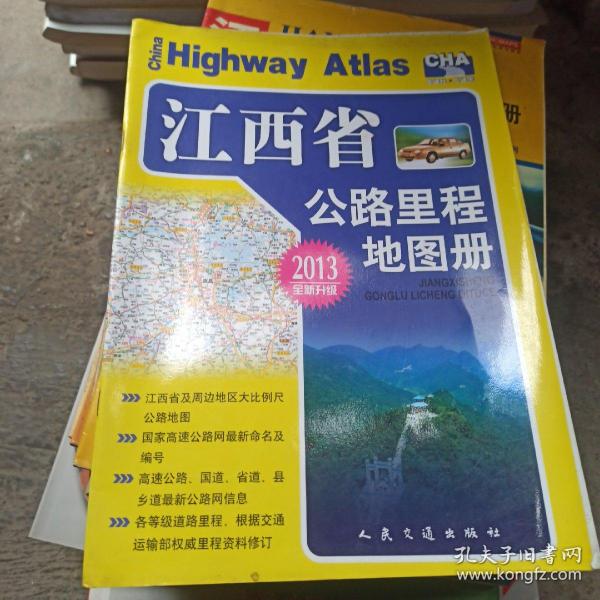 China
Highway Atlas
CHA
江西省
公路里程
地图册
JIANGXISHENG
GONGLU LICHENG DITUCE
2013
全新升级
>>> 江西省及周边地区大比例尺
公路地图
>>> 国家高速公路网最新命名及
编号
>>> 高速公路、国道、省道、县
乡道最新公路网信息
>>> 各等级道路里程,根据交通
运输部权威里程资料修订
人民交通出版社
册
孔夫子旧书网
www.kongfz.com